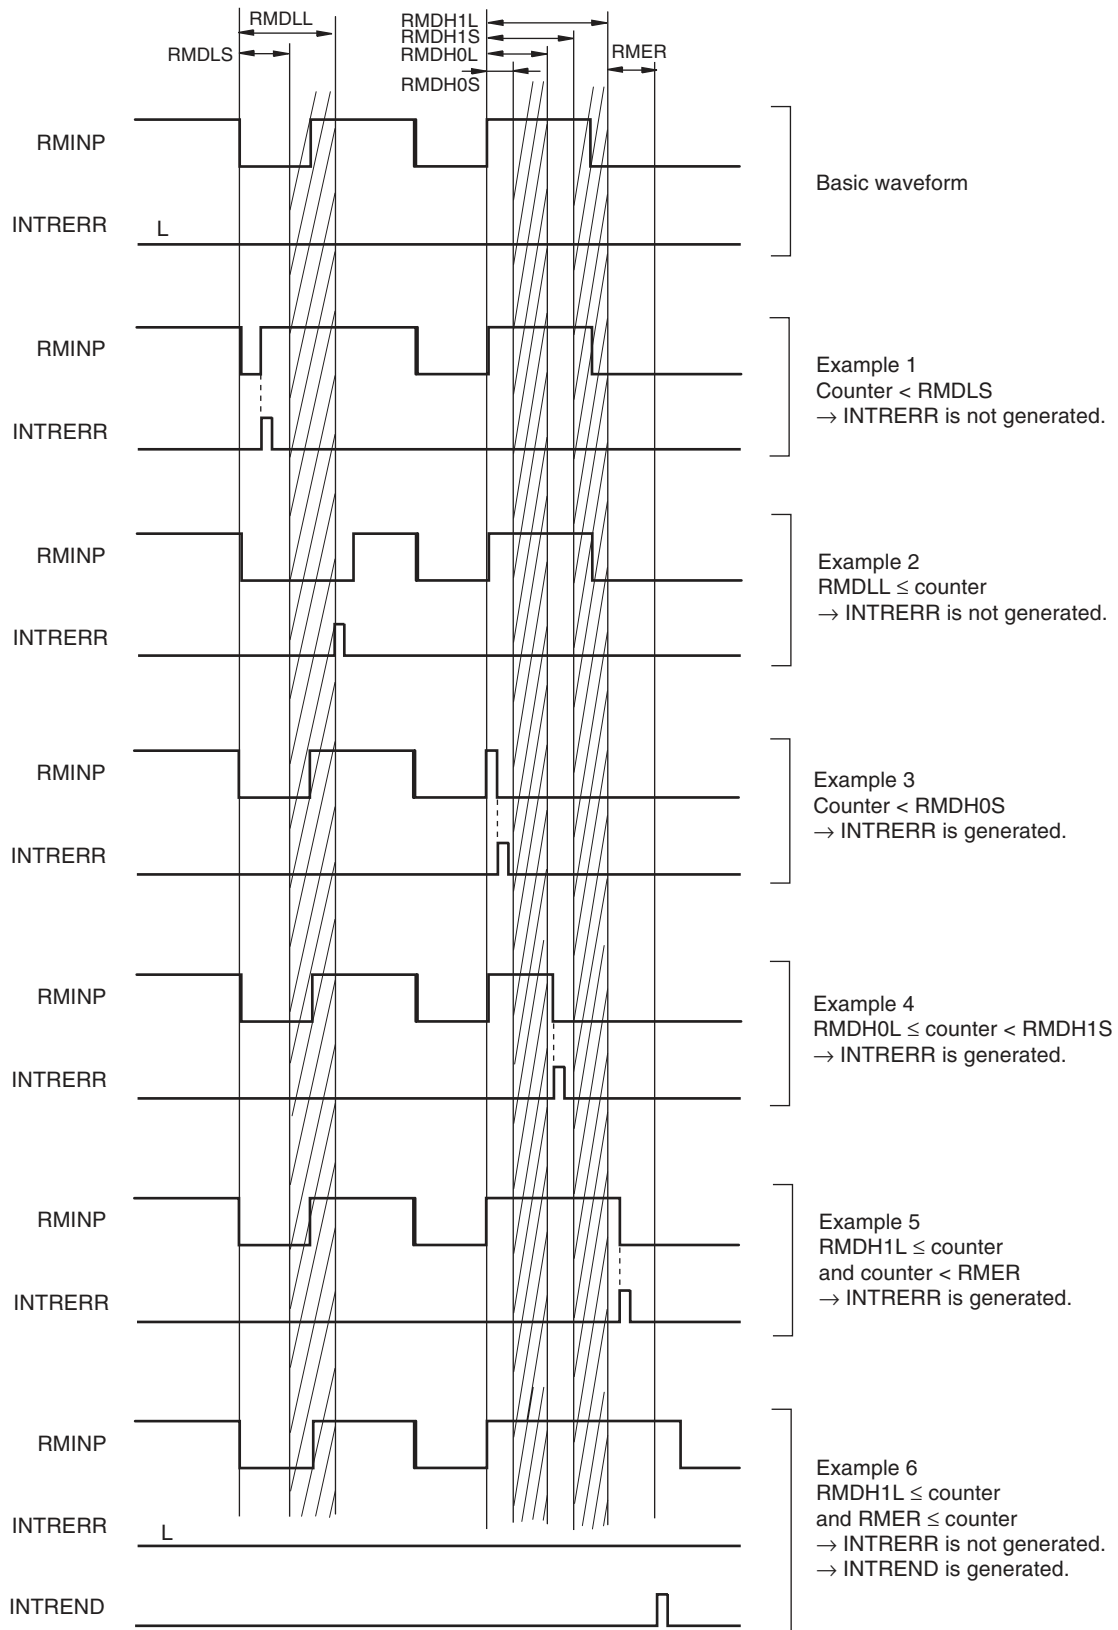 RMDLL
RMDLS
RMDH1L
RMDH1S
RMDH0L
RMDH0S
RMER
RMINP
INTRERR
L
Basic waveform
RMINP
INTRERR
Example 1
Counter < RMDLS
→ INTRERR is not generated.
RMINP
INTRERR
Example 2
RMDLL ≤ counter
→ INTRERR is not generated.
RMINP
INTRERR
Example 3
Counter < RMDH0S
→ INTRERR is generated.
RMINP
INTRERR
Example 4
RMDH0L ≤ counter < RMDH1S
→ INTRERR is generated.
RMINP
INTRERR
Example 5
RMDH1L ≤ counter
and counter < RMER
→ INTRERR is generated.
RMINP
INTRERR
L
INTREND
Example 6
RMDH1L ≤ counter
and RMER ≤ counter
→ INTRERR is not generated.
→ INTREND is generated.